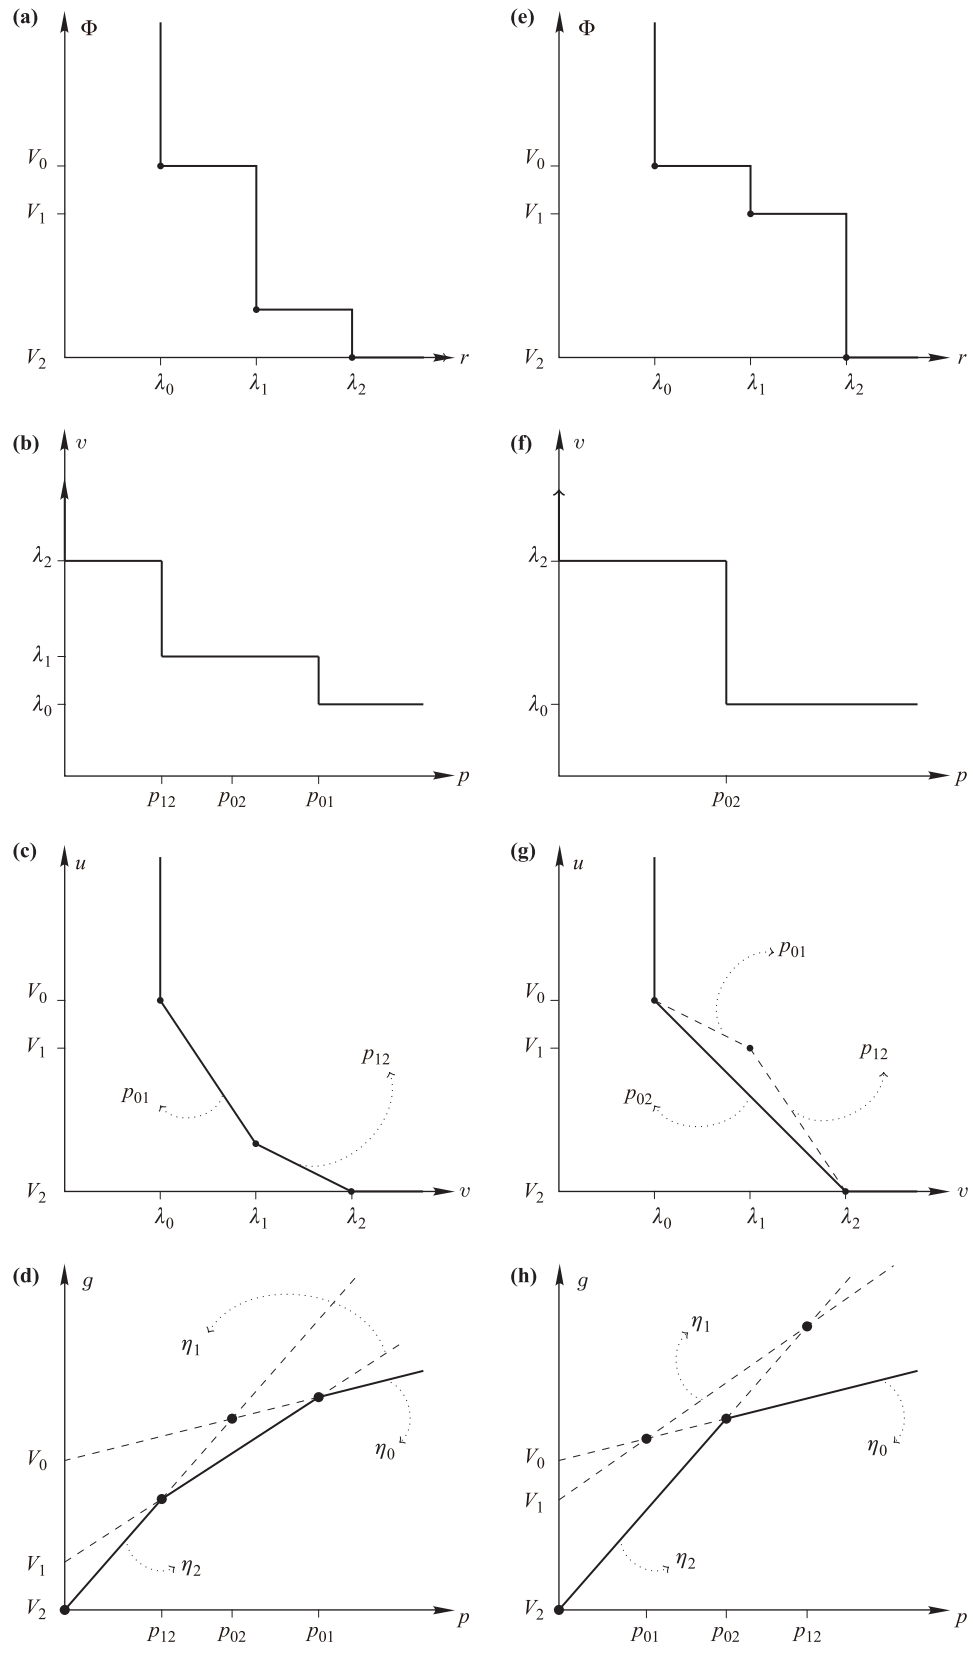 (a) Φ
V0
V1
V2
λ0 λ1 λ2 r
(e) Φ
V0
V1
V2
λ0 λ1 λ2 r
(b) v
λ2
λ1
λ0
p12 p02 p01 p
(f) v
λ2
λ0
p02 p
(c) u
V0
V1
p12
p01
V2
λ0 λ1 λ2 v
(g) u
p01
V0
V1
p12
p02
V2
λ0 λ1 λ2 v
(d) g
η1
V0
η0
V1
η2
V2
p12 p02 p01 p
(h) g
η1
V0
η0
V1
η2
V2
p01 p02 p12 p